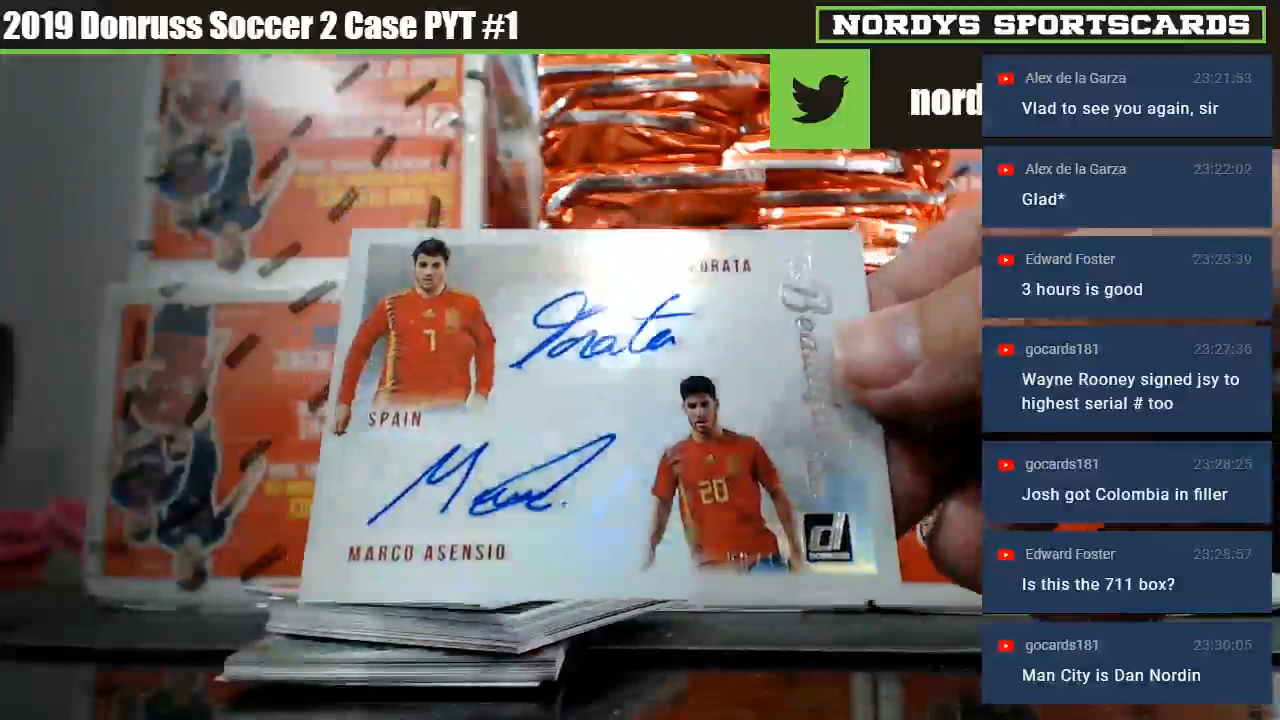 2019 Donruss Soccer 2 Case PYT #1
NORDYS SPORTSCARDS
nord
Alex de la Garza 23:21:53
Vlad to see you again, sir
Alex de la Garza 23:22:02
Glad*
Edward Foster 23:25:39
3 hours is good
gocards181 23:27:36
Wayne Rooney signed jsy to
highest serial # too
gocards181 23:28:25
Josh got Colombia in filler
Edward Foster 23:28:57
Is this the 711 box?
gocards181 23:30:05
Man City is Dan Nordin
ORATA
Morata
7
SPAIN
20
MARCO ASENSIO
d